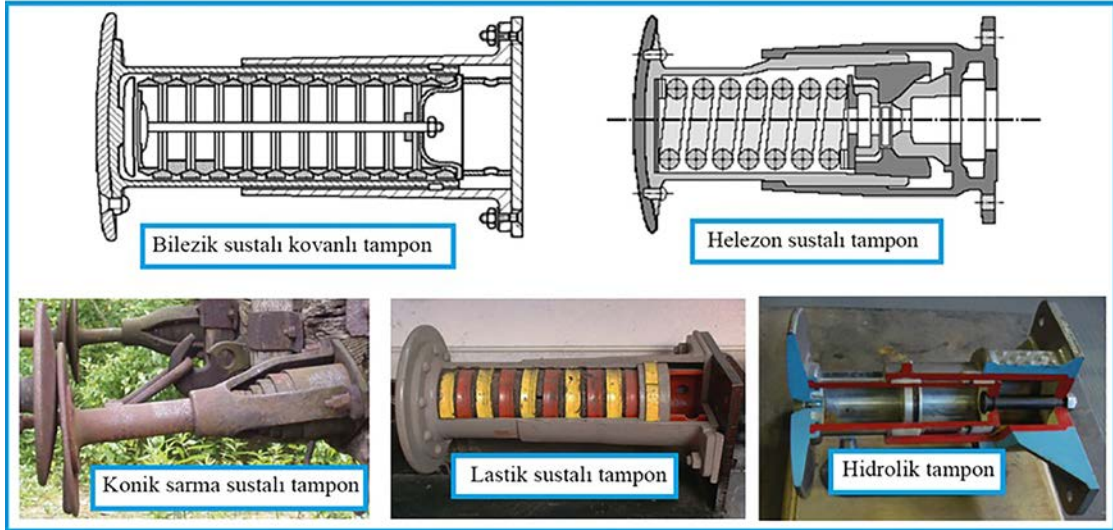 Bilezik sustalı kovanlı tampon
Helezon sustalı tampon
Konik sarma sustalı tampon
Lastik sustalı tampon
Hidrolik tampon